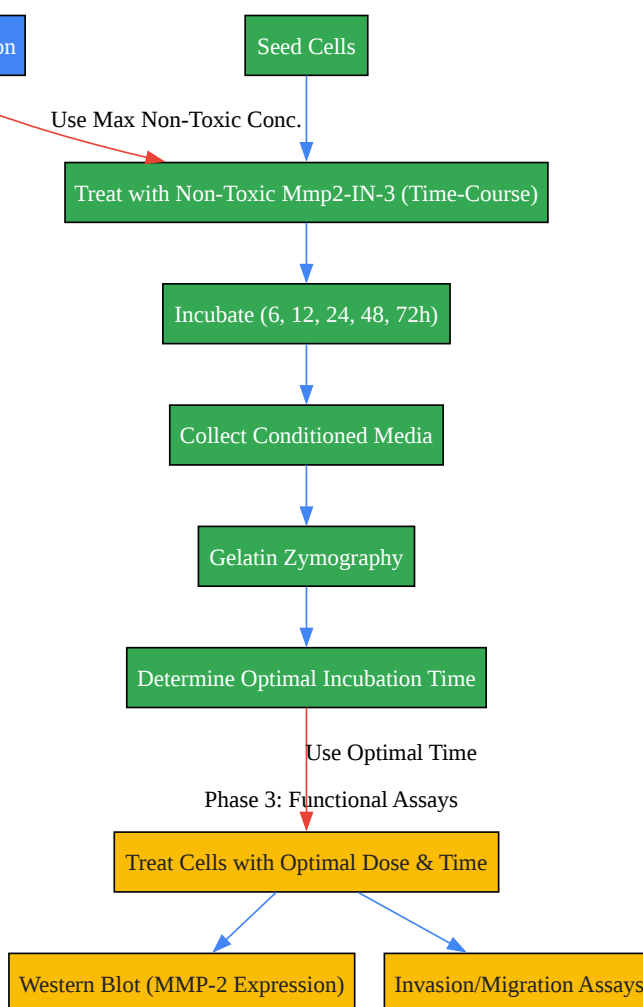 on
Seed Cells
Use Max Non-Toxic Conc.
Treat with Non-Toxic Mmp2-IN-3 (Time-Course)
Incubate (6, 12, 24, 48, 72h)
Collect Conditioned Media
Gelatin Zymography
Determine Optimal Incubation Time
Use Optimal Time
Phase 3: Functional Assays
Treat Cells with Optimal Dose & Time
Western Blot (MMP-2 Expression)
Invasion/Migration Assays